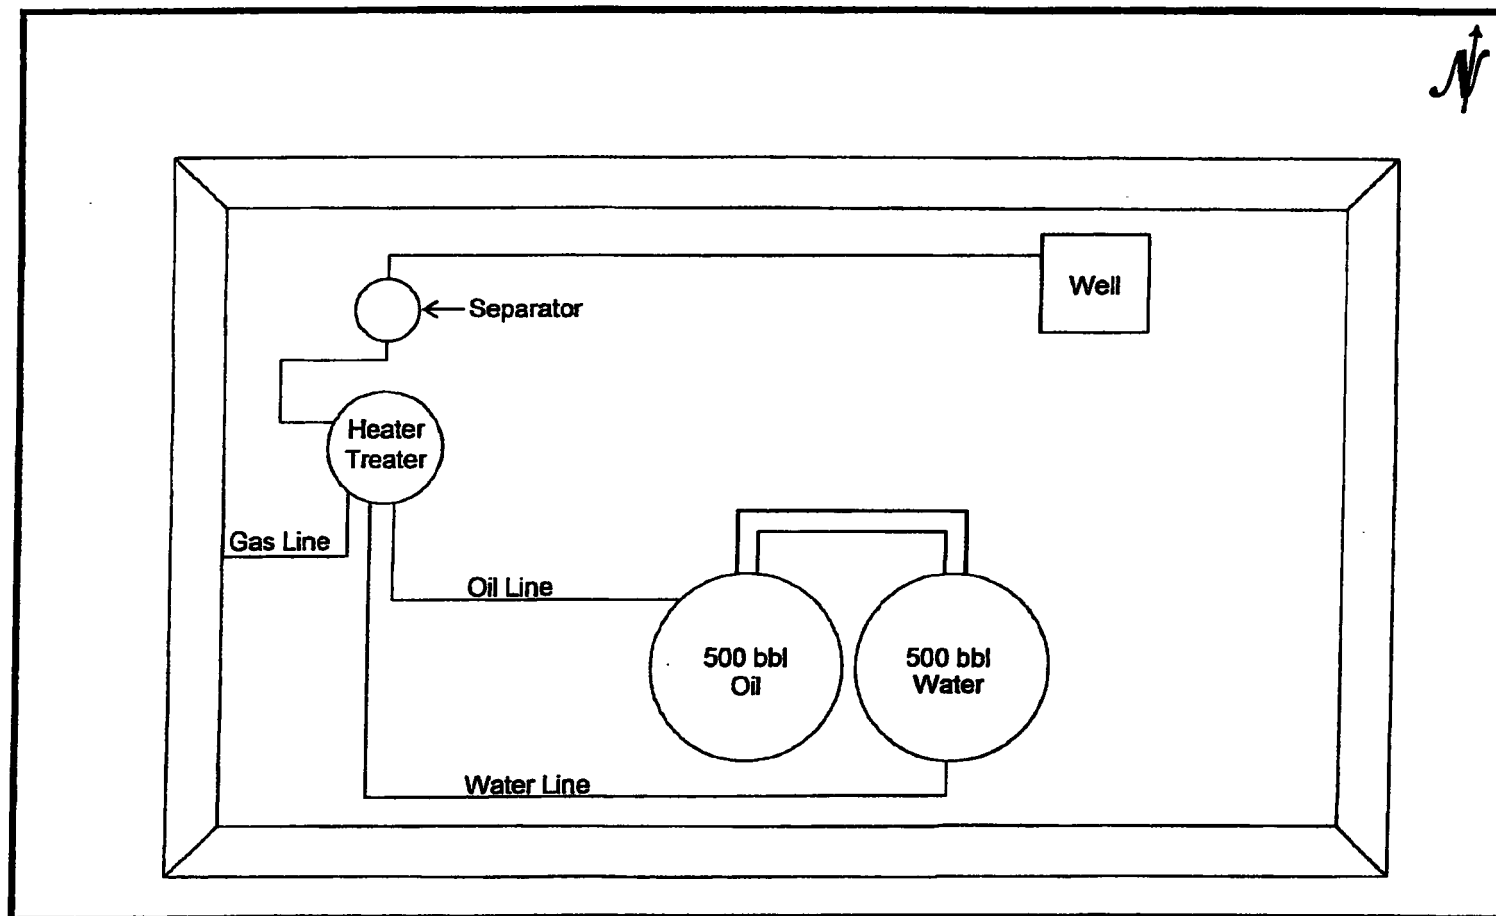 N
Well
Separator
Heater
Treater
Gas Line
Oil Line
500 bbl
Oil
500 bbl
Water
Water Line